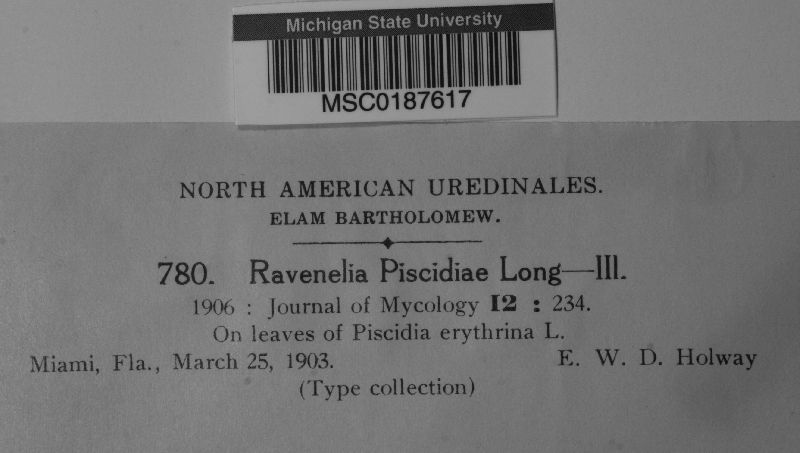 Michigan State University
MSC0187617
NORTH AMERICAN UREDINALES.
ELAM BARTHOLOMEW.
780. Ravenelia Piscidiae Long—III.
1906 : Journal of Mycology 12 : 234.
On leaves of Piscidia erythrina L.
Miami, Fla., March 25, 1903. E. W. D. Holway
(Type collection)